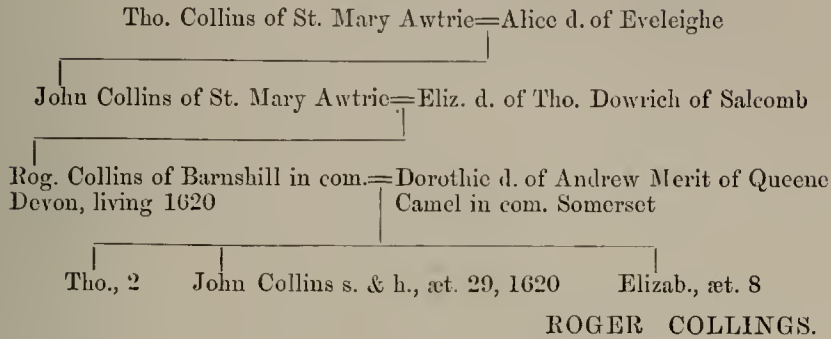 Tho. Collins of St. Mary Awtrie=Alice d. of Eveleighe
John Collins of St. Mary Awtrie=Eliz. d. of Tho. Dowrich of Salcomb
Rog. Collins of Barnshill in com.=Dorothie d. of Andrew Merit of Queene
Devon, living 1620 Camel in com. Somerset
Tho., 2 John Collins s. & h., æt. 29, 1620 Elizab., æt. 8
ROGER COLLINGS.